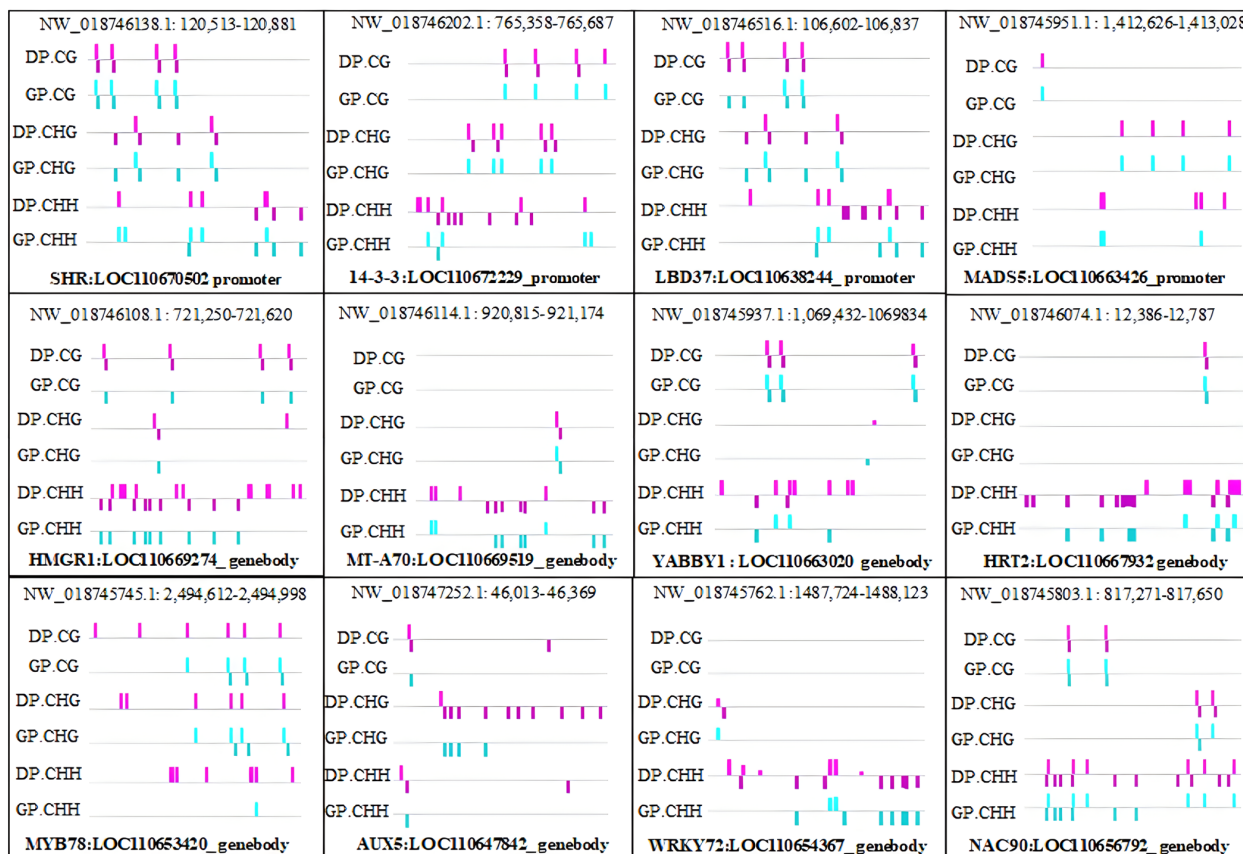 NW_018746138.1: 120,513-120,881
DP.CG
GP.CG
DP.CHG
GP.CHG
DP.CHH
GP.CHH
SHR:LOC110670502 promoter
NW_018746202.1: 765,358-765,687
DP.CG
GP.CG
DP.CHG
GP.CHG
DP.CHH
GP.CHH
14-3-3:LOC110672229_promoter
NW_018746516.1: 106,602-106,837
DP.CG
GP.CG
DP.CHG
GP.CHG
DP.CHH
GP.CHH
LBD37:LOC110638244_ promoter
NW_018745951.1: 1,412,626-1,413,028
DP.CG
GP.CG
DP.CHG
GP.CHG
DP.CHH
GP.CHH
MADS5:LOC110663426_promoter
NW_018746108.1: 721,250-721,620
DP.CG
GP.CG
DP.CHG
GP.CHG
DP.CHH
GP.CHH
HMGR1:LOC110669274_ genebody
NW_018746114.1: 920,815-921,174
DP.CG
GP.CG
DP.CHG
GP.CHG
DP.CHH
GP.CHH
MT-A70:LOC110669519_ genebody
NW_018745937.1:1,069,432-1069834
DP.CG
GP.CG
DP.CHG
GP.CHG
DP.CHH
GP.CHH
YABBY1 : LOC110663020 genebody
NW_018746074.1: 12,386-12,787
DP.CG
GP.CG
DP.CHG
GP.CHG
DP.CHH
GP.CHH
HRT2:LOC110667932 genebody
NW_018745745.1: 2,494,612-2,494,998
DP.CG
GP.CG
DP.CHG
GP.CHG
DP.CHH
GP.CHH
MYB78:LOC110653420_ genebody
NW_018747252.1: 46,013-46,369
DP.CG
GP.CG
DP.CHG
GP.CHG
DP.CHH
GP.CHH
AUX5:LOC110647842_ genebody
NW_018745762.1:1487,724-1488,123
DP.CG
GP.CG
DP.CHG
GP.CHG
DP.CHH
GP.CHH
WRKY72:LOC110654367_ genebody
NW_018745803.1: 817,271-817,650
DP.CG
GP.CG
DP.CHG
GP.CHG
DP.CHH
GP.CHH
NAC90:LOC110656792_ genebody